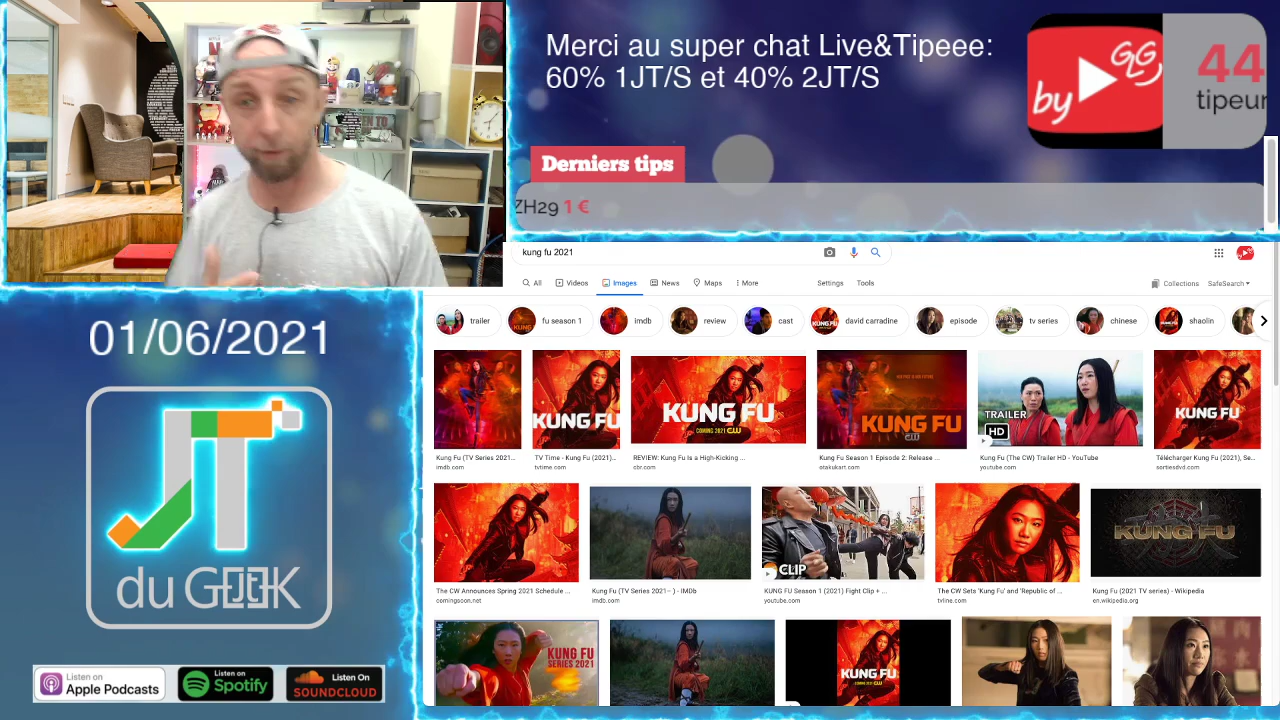 Merci au super chat Live&Tipeee:
60% 1JT/S et 40% 2JT/S
by GLG
44
tipeur
Derniers tips
ZH29 1 €
kung fu 2021
All Videos Images News Maps More Settings Tools Collections SafeSearch
trailer fu season 1 imdb review cast david carradine episode tv series chinese shaolin
KUNG FU
KUNG FU
COMING 2021 CW
KUNG FU
CW
TRAILER
HD
KUNG FU
Kung Fu (TV Series 2021...
imdb.com
TV Time - Kung Fu (2021)...
tvtime.com
REVIEW: Kung Fu Is a High-Kicking ...
cbr.com
Kung Fu Season 1 Episode 2: Release ...
otakukart.com
Kung Fu (The CW) Trailer HD - YouTube
youtube.com
Télécharger Kung Fu (2021), Se...
sortiesdvd.com
CLIP
KUNG FU
The CW Announces Spring 2021 Schedule ...
comingsoon.net
Kung Fu (TV Series 2021– ) - IMDb
imdb.com
KUNG FU Season 1 (2021) Fight Clip + ...
youtube.com
The CW Sets 'Kung Fu' and 'Republic of ...
tvline.com
Kung Fu (2021 TV series) - Wikipedia
en.wikipedia.org
KUNG FU
SERIES 2021
KUNG FU
01/06/2021
JT
du GEEK
Listen on
Apple Podcasts
Listen on
Spotify
Listen On
SOUNDCLOUD